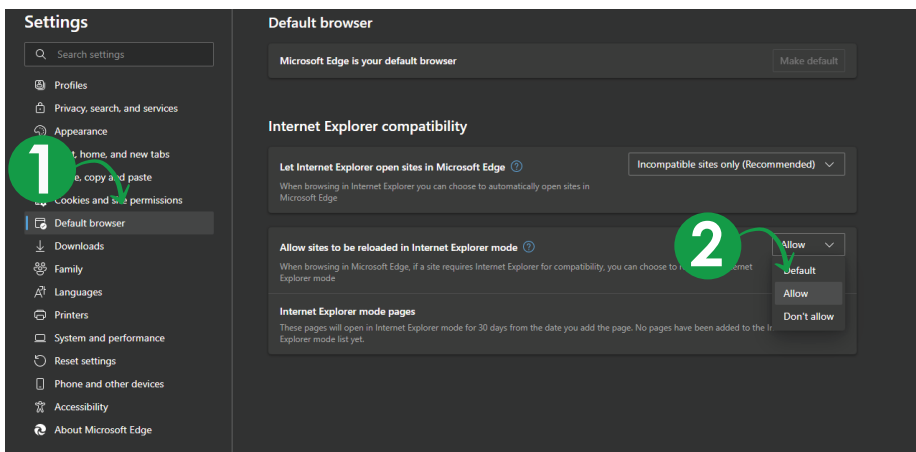 Settings
Search settings
Profiles
Privacy, search, and services
Appearance
home, and new tabs
copy and paste
Cookies and permissions
Default browser
Downloads
Family
Languages
Printers
System and performance
Reset settings
Phone and other devices
Accessibility
About Microsoft Edge
1
Default browser
Microsoft Edge is your default browser
Make default
Internet Explorer compatibility
Let Internet Explorer open sites in Microsoft Edge
Incompatible sites only (Recommended)
When browsing in Internet Explorer you can choose to automatically open sites in
Microsoft Edge
Allow sites to be reloaded in Internet Explorer mode
2
Allow
When browsing in Microsoft Edge, if a site requires Internet Explorer for compatibility, you can choose to
Explorer mode
Default
Allow
Don't allow
Internet Explorer mode pages
These pages will open in Internet Explorer mode for 30 days from the date you add the page. No pages have been added to the
Explorer mode list yet.